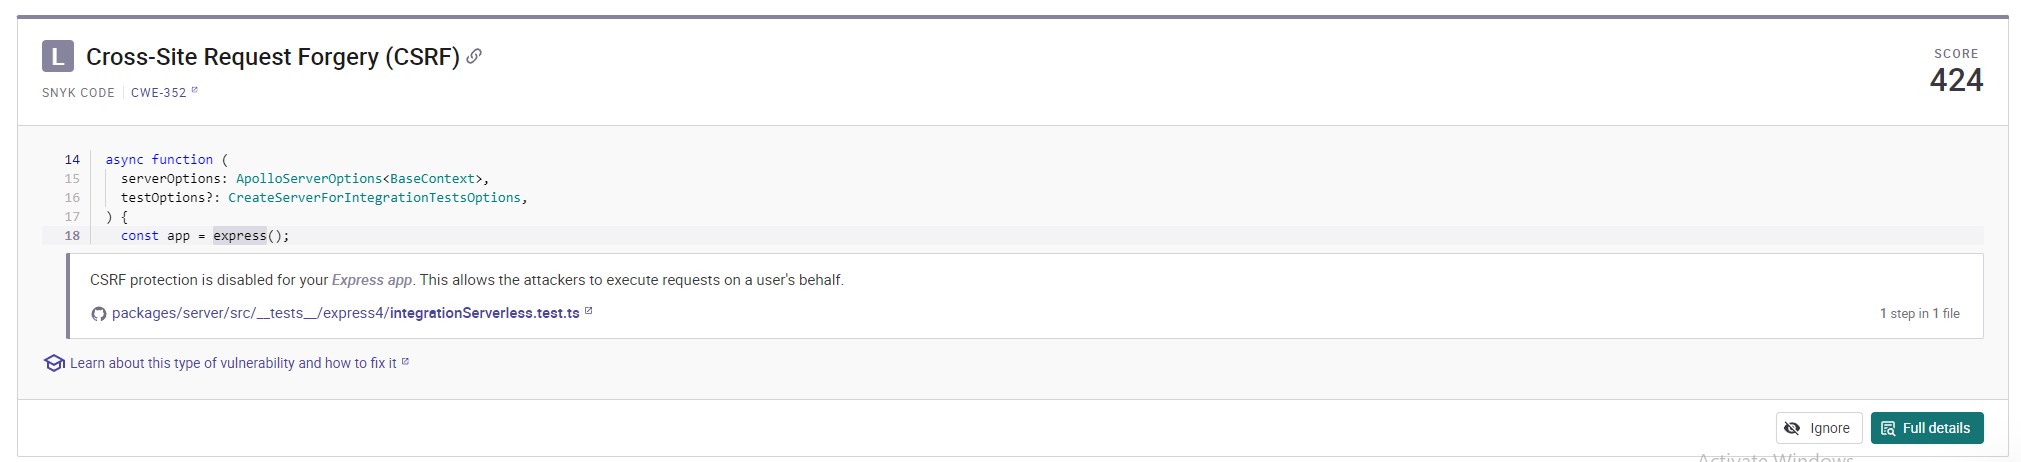 L Cross-Site Request Forgery (CSRF)
SCORE
424
SNYK CODE | CWE-352
14 async function (
15 serverOptions: ApolloServerOptions<BaseContext>,
16 testOptions?: CreateServerForIntegrationTestsOptions,
17 ) {
18 const app = express();
CSRF protection is disabled for your Express app. This allows the attackers to execute requests on a user's behalf.
packages/server/src/__tests__/express4/integrationServerless.test.ts
1 step in 1 file
Learn about this type of vulnerability and how to fix it
Ignore
Full details
Activate Windows